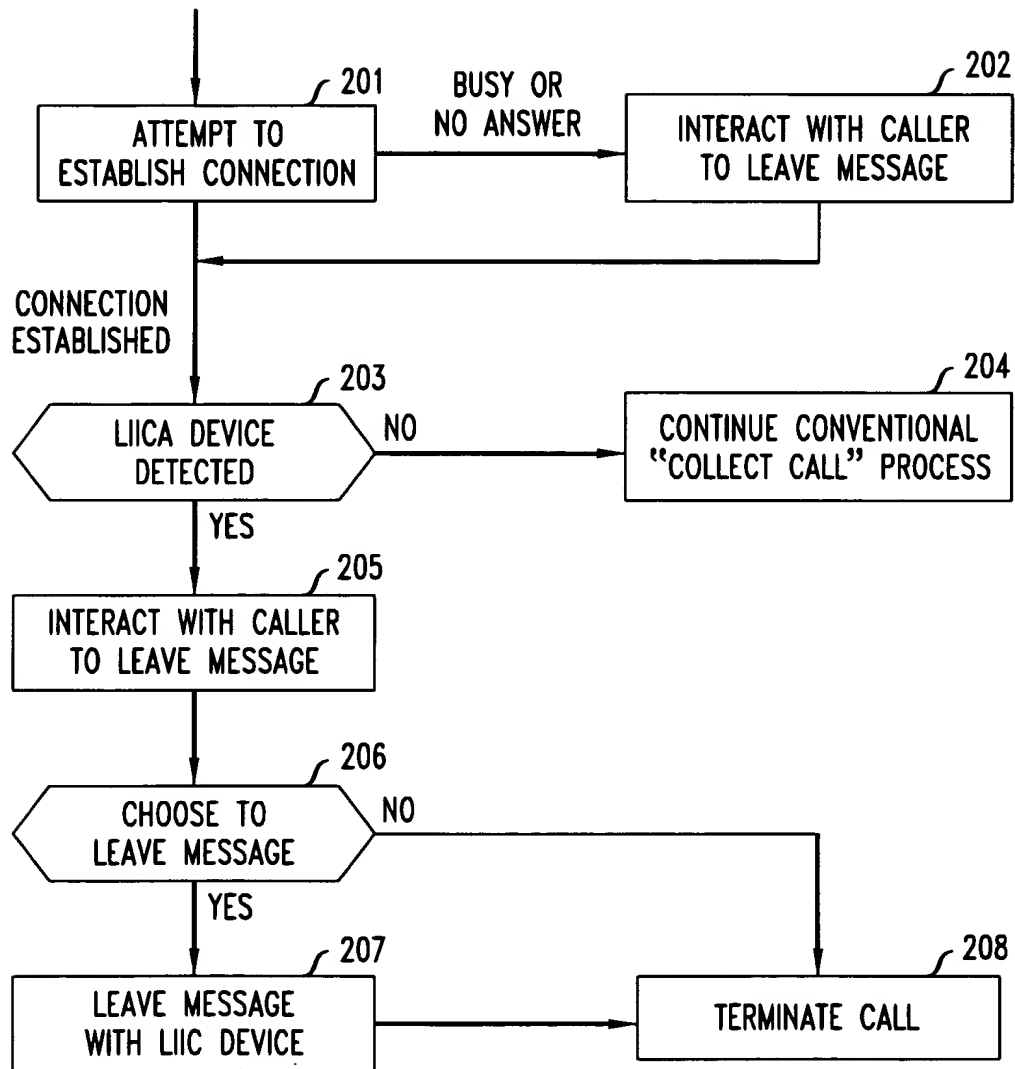 201
ATTEMPT TO
ESTABLISH CONNECTION
BUSY OR
NO ANSWER
202
INTERACT WITH CALLER
TO LEAVE MESSAGE
CONNECTION
ESTABLISHED
203
LIICA DEVICE
DETECTED
NO
204
CONTINUE CONVENTIONAL
“COLLECT CALL” PROCESS
YES
205
INTERACT WITH CALLER
TO LEAVE MESSAGE
206
CHOOSE TO
LEAVE MESSAGE
NO
YES
207
LEAVE MESSAGE
WITH LIIC DEVICE
208
TERMINATE CALL